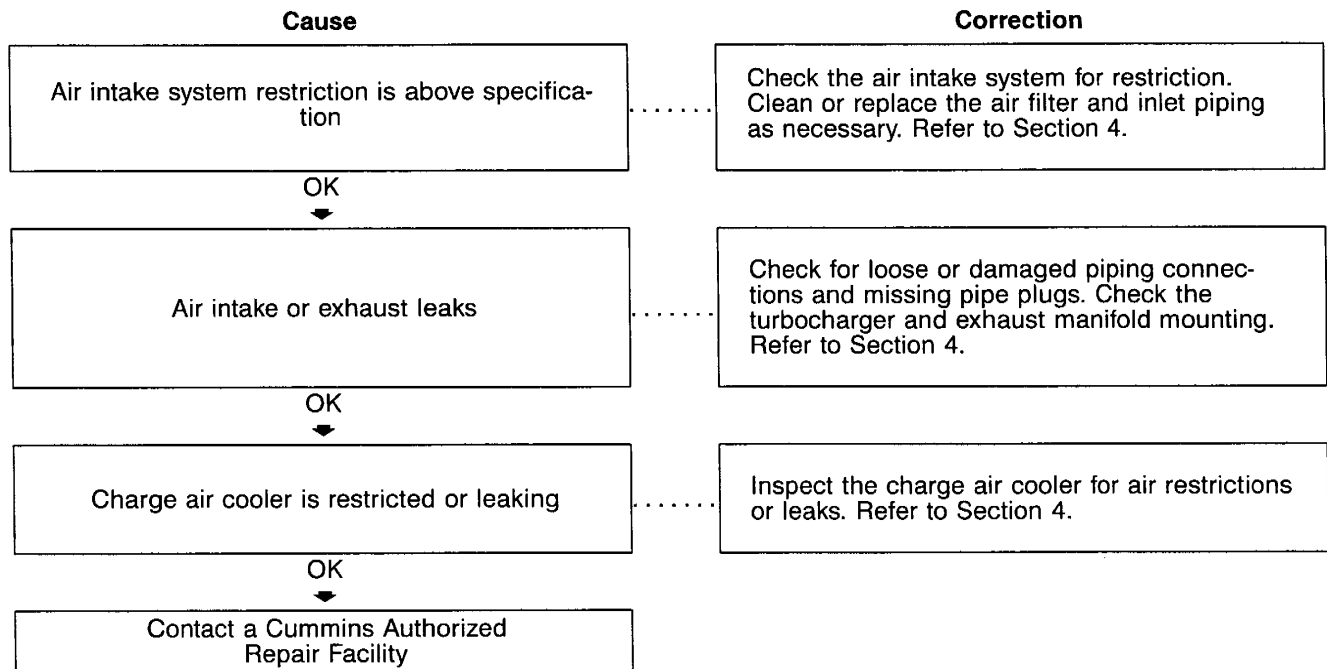 Cause
Correction
Air intake system restriction is above specifica-
tion
Check the air intake system for restriction.
Clean or replace the air filter and inlet piping
as necessary. Refer to Section 4.
OK
Air intake or exhaust leaks
Check for loose or damaged piping connec-
tions and missing pipe plugs. Check the
turbocharger and exhaust manifold mounting.
Refer to Section 4.
OK
Charge air cooler is restricted or leaking
Inspect the charge air cooler for air restrictions
or leaks. Refer to Section 4.
OK
Contact a Cummins Authorized
Repair Facility